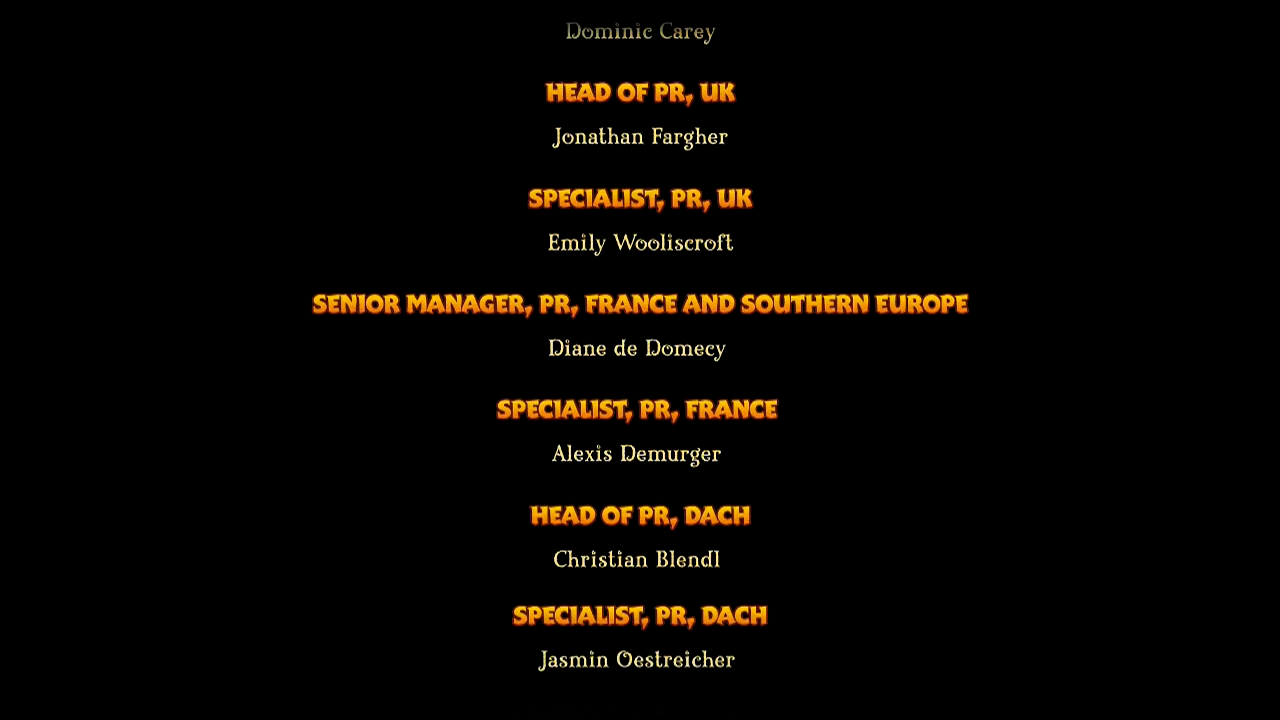 Dominic Carey
HEAD OF PR, UK
Jonathan Fargher
SPECIALIST, PR, UK
Emily Wooliscroft
SENIOR MANAGER, PR, FRANCE AND SOUTHERN EUROPE
Diane de Domecy
SPECIALIST, PR, FRANCE
Alexis Demurger
HEAD OF PR, DACH
Christian Blendl
SPECIALIST, PR, DACH
Jasmin Oestreicher